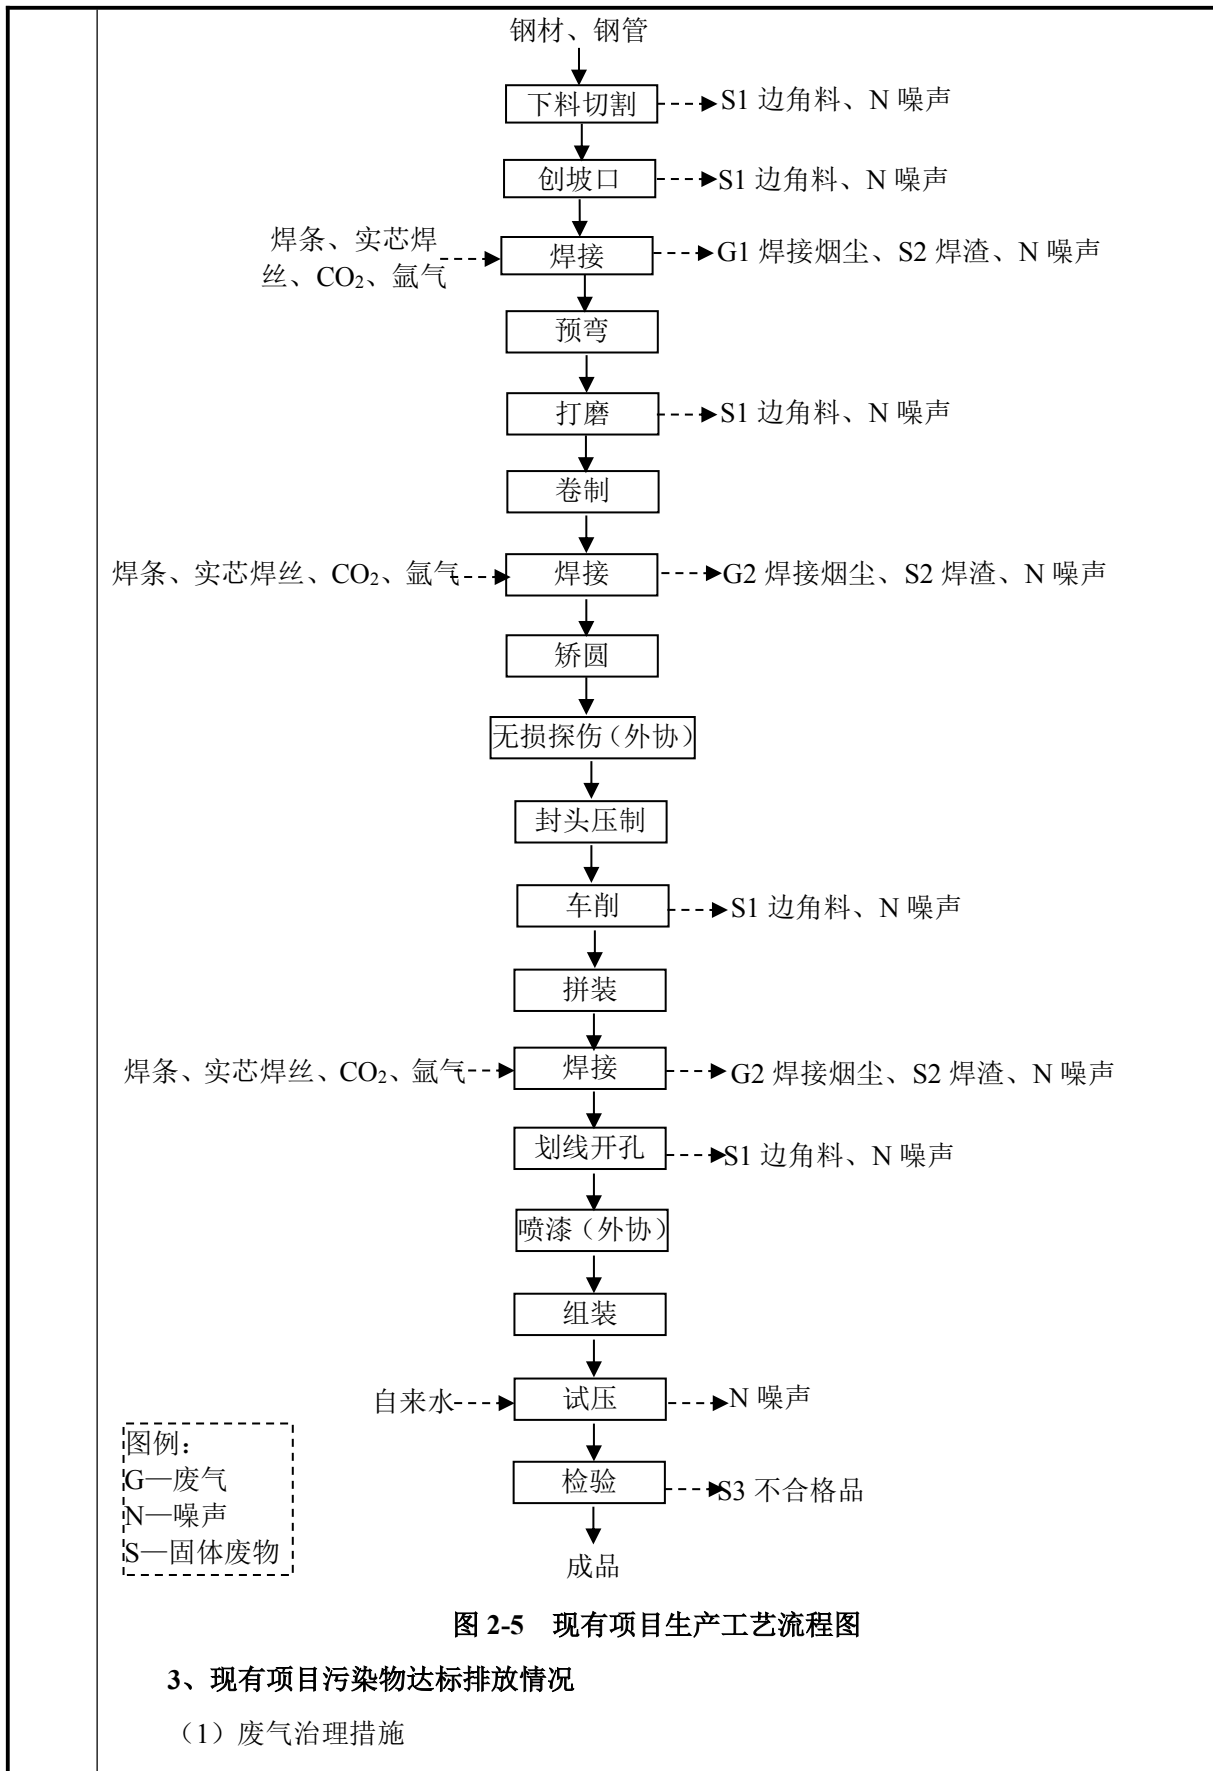 钢材、钢管
下料切割
S1 边角料、N 噪声
创坡口
S1 边角料、N 噪声
焊条、实芯焊
丝、CO₂、氩气
焊接
G1 焊接烟尘、S2 焊渣、N 噪声
预弯
打磨
S1 边角料、N 噪声
卷制
焊条、实芯焊丝、CO₂、氩气
焊接
G2 焊接烟尘、S2 焊渣、N 噪声
矫圆
无损探伤（外协）
封头压制
车削
S1 边角料、N 噪声
拼装
焊条、实芯焊丝、CO₂、氩气
焊接
G2 焊接烟尘、S2 焊渣、N 噪声
划线开孔
S1 边角料、N 噪声
喷漆（外协）
组装
自来水
试压
N 噪声
检验
S3 不合格品
成品
图例：
G—废气
N—噪声
S—固体废物
图 2-5 现有项目生产工艺流程图
3、现有项目污染物达标排放情况
（1）废气治理措施